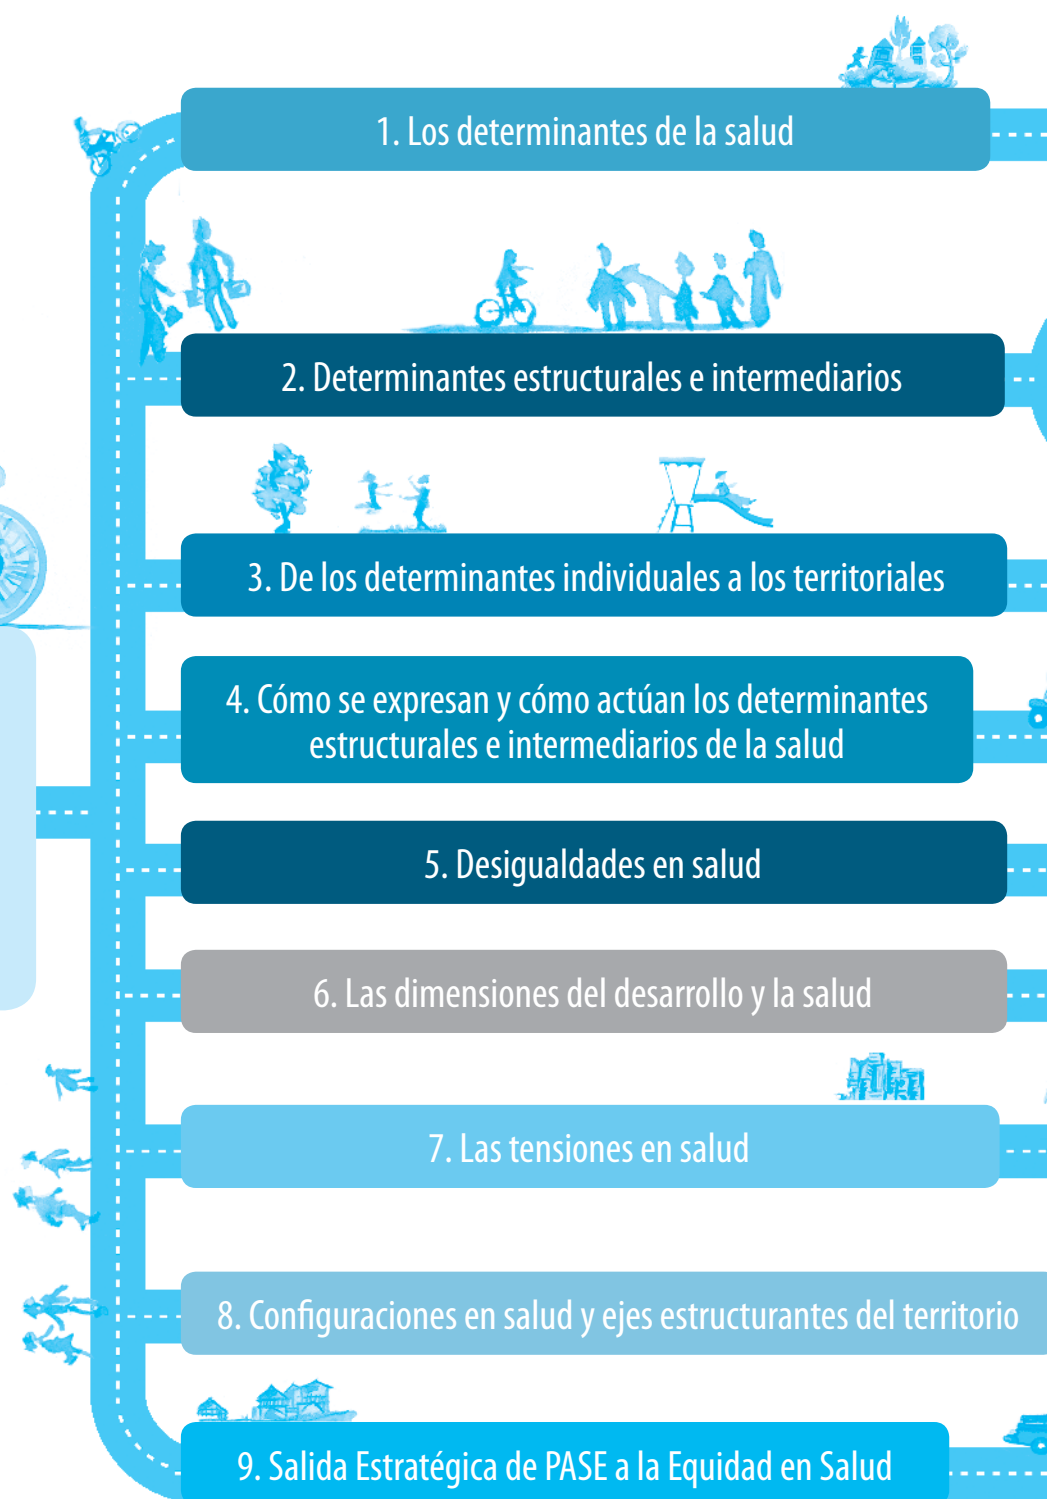 1. Los determinantes de la salud
2. Determinantes estructurales e intermediarios
3. De los determinantes individuales a los territoriales
4. Cómo se expresan y cómo actúan los determinantes
estructurales e intermediarios de la salud
5. Desigualdades en salud
6. Las dimensiones del desarrollo y la salud
7. Las tensiones en salud
8. Configuraciones en salud y ejes estructurantes del territorio
9. Salida Estratégica de PASE a la Equidad en Salud